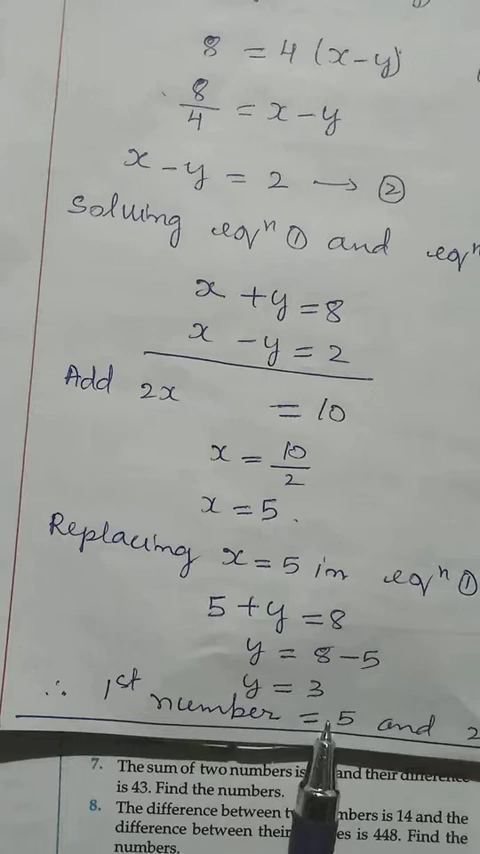 8 = 4 (x-y)
8/4 = x-y
x-y = 2 → ②
Solving eqⁿ ① and eqⁿ
x + y = 8
x - y = 2
Add 2x = 10
x = 10/2
x = 5.
Replacing x = 5 in eqⁿ ①
5 + y = 8
y = 8-5
y = 3
∴ 1st number = 5 and 2
7. The sum of two numbers is and their difference
is 43. Find the numbers.
8. The difference between numbers is 14 and the
difference between their is 448. Find the
numbers.